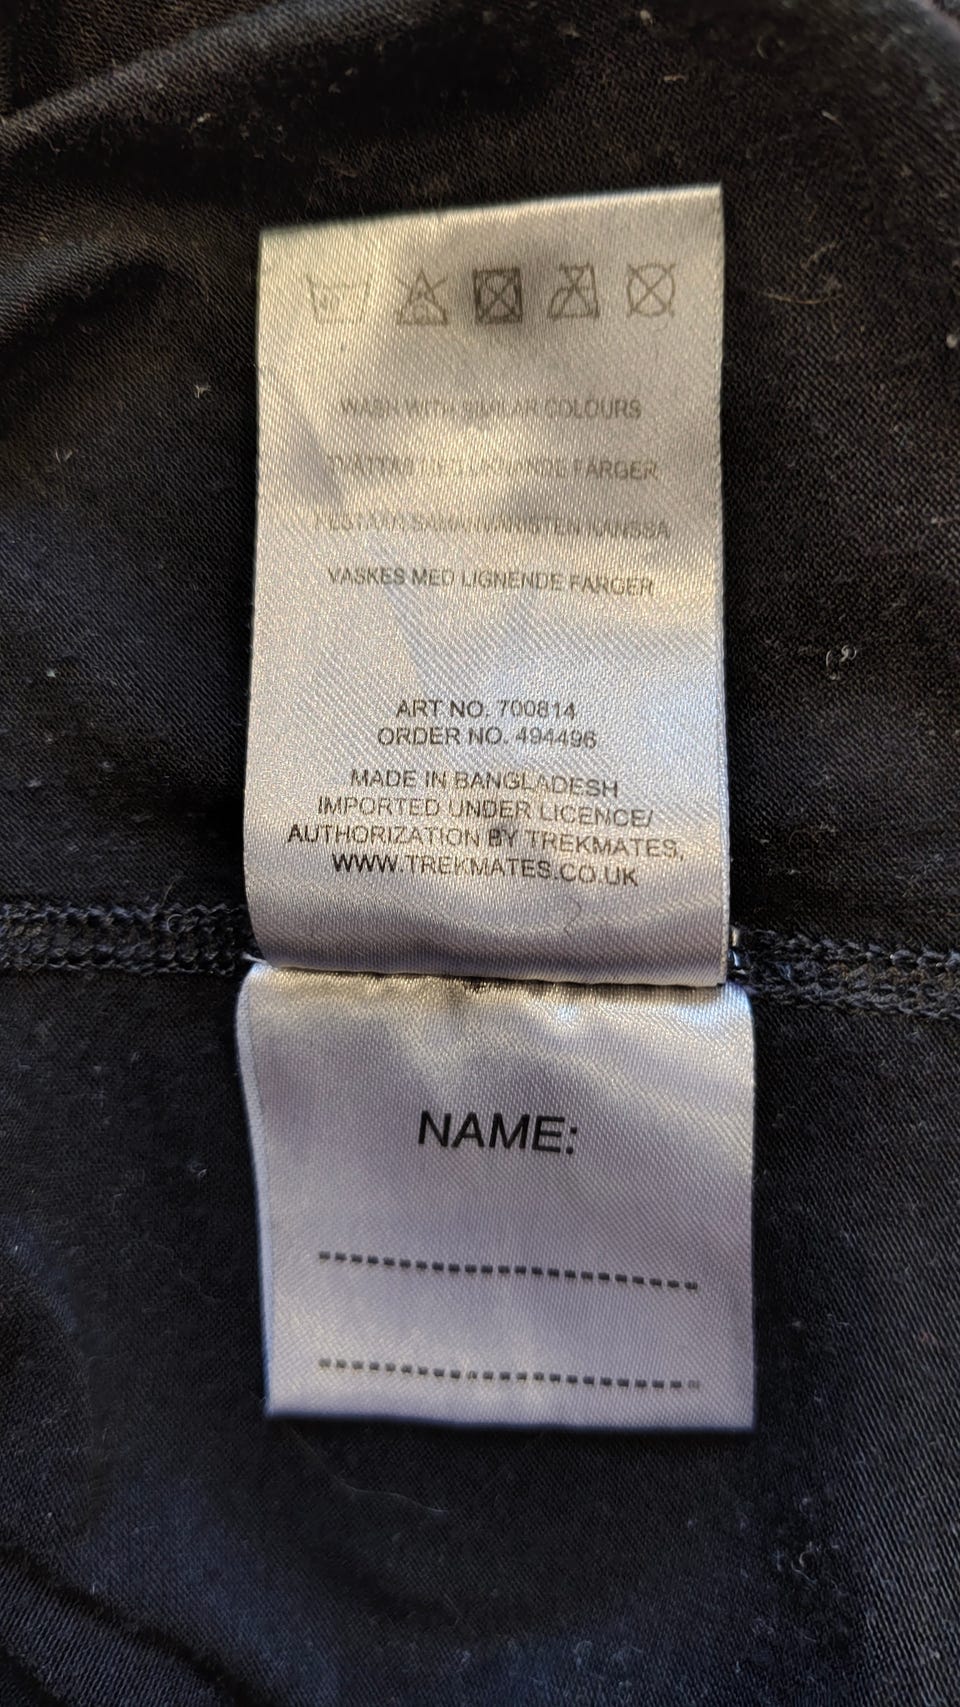 WASH WITH SIMILAR COLOURS
FÄRGER
VASKES MED LIGNENDE FARGER
ART NO. 700814
ORDER NO. 494496
MADE IN BANGLADESH
IMPORTED UNDER LICENCE/
AUTHORIZATION BY TREKMATES,
WWW.TREKMATES.CO.UK
NAME: